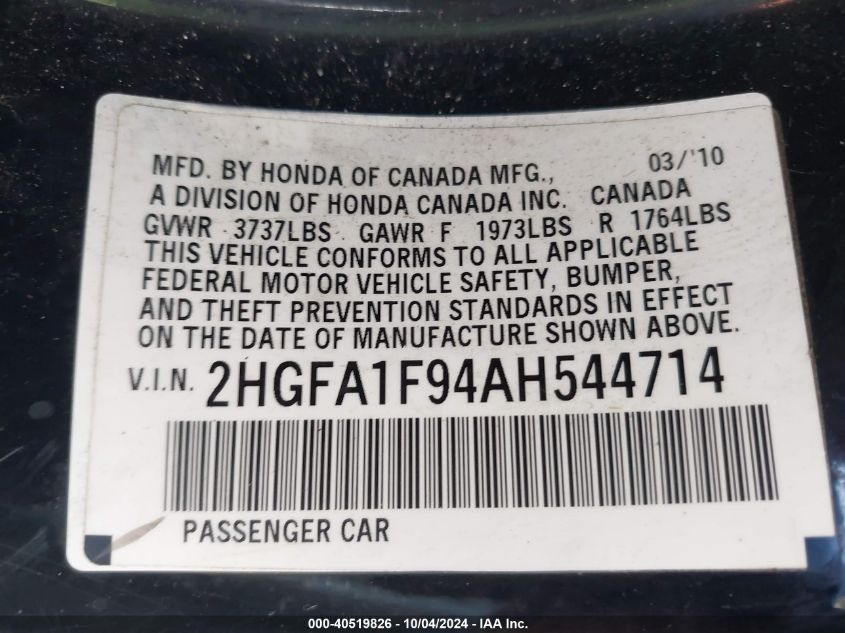 MFD. BY HONDA OF CANADA MFG., 03/'10
A DIVISION OF HONDA CANADA INC. CANADA
GVWR 3737LBS GAWR F 1973LBS R 1764LBS
THIS VEHICLE CONFORMS TO ALL APPLICABLE
FEDERAL MOTOR VEHICLE SAFETY, BUMPER,
AND THEFT PREVENTION STANDARDS IN EFFECT
ON THE DATE OF MANUFACTURE SHOWN ABOVE.
V.I.N. 2HGFA1F94AH544714
PASSENGER CAR
000-40519826 - 10/04/2024 - IAA Inc.